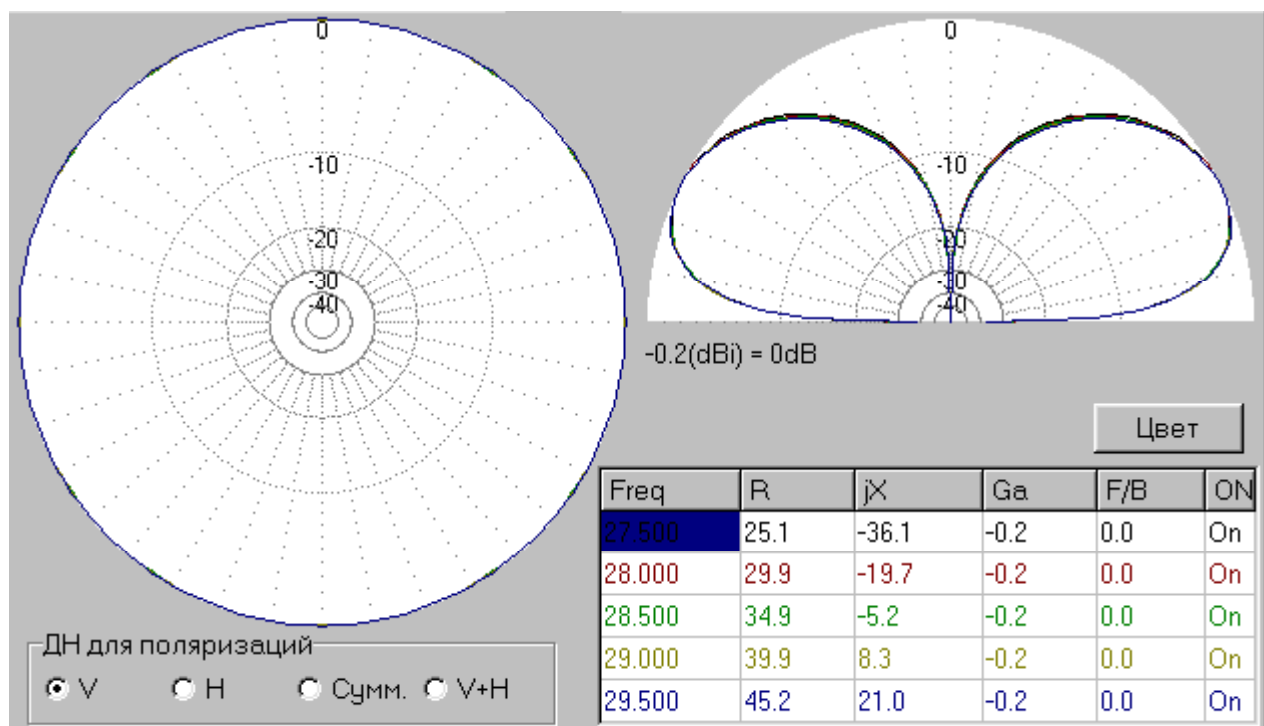 0
-10
-20
-30
-40
0
-10
-20
-30
-40
-0.2(dBi) = 0dB
Цвет
Freq R jX Ga F/B ON
27.500 25.1 -36.1 -0.2 0.0 On
28.000 29.9 -19.7 -0.2 0.0 On
28.500 34.9 -5.2 -0.2 0.0 On
29.000 39.9 8.3 -0.2 0.0 On
29.500 45.2 21.0 -0.2 0.0 On
ДН для поляризаций
V H Сумм. V+H